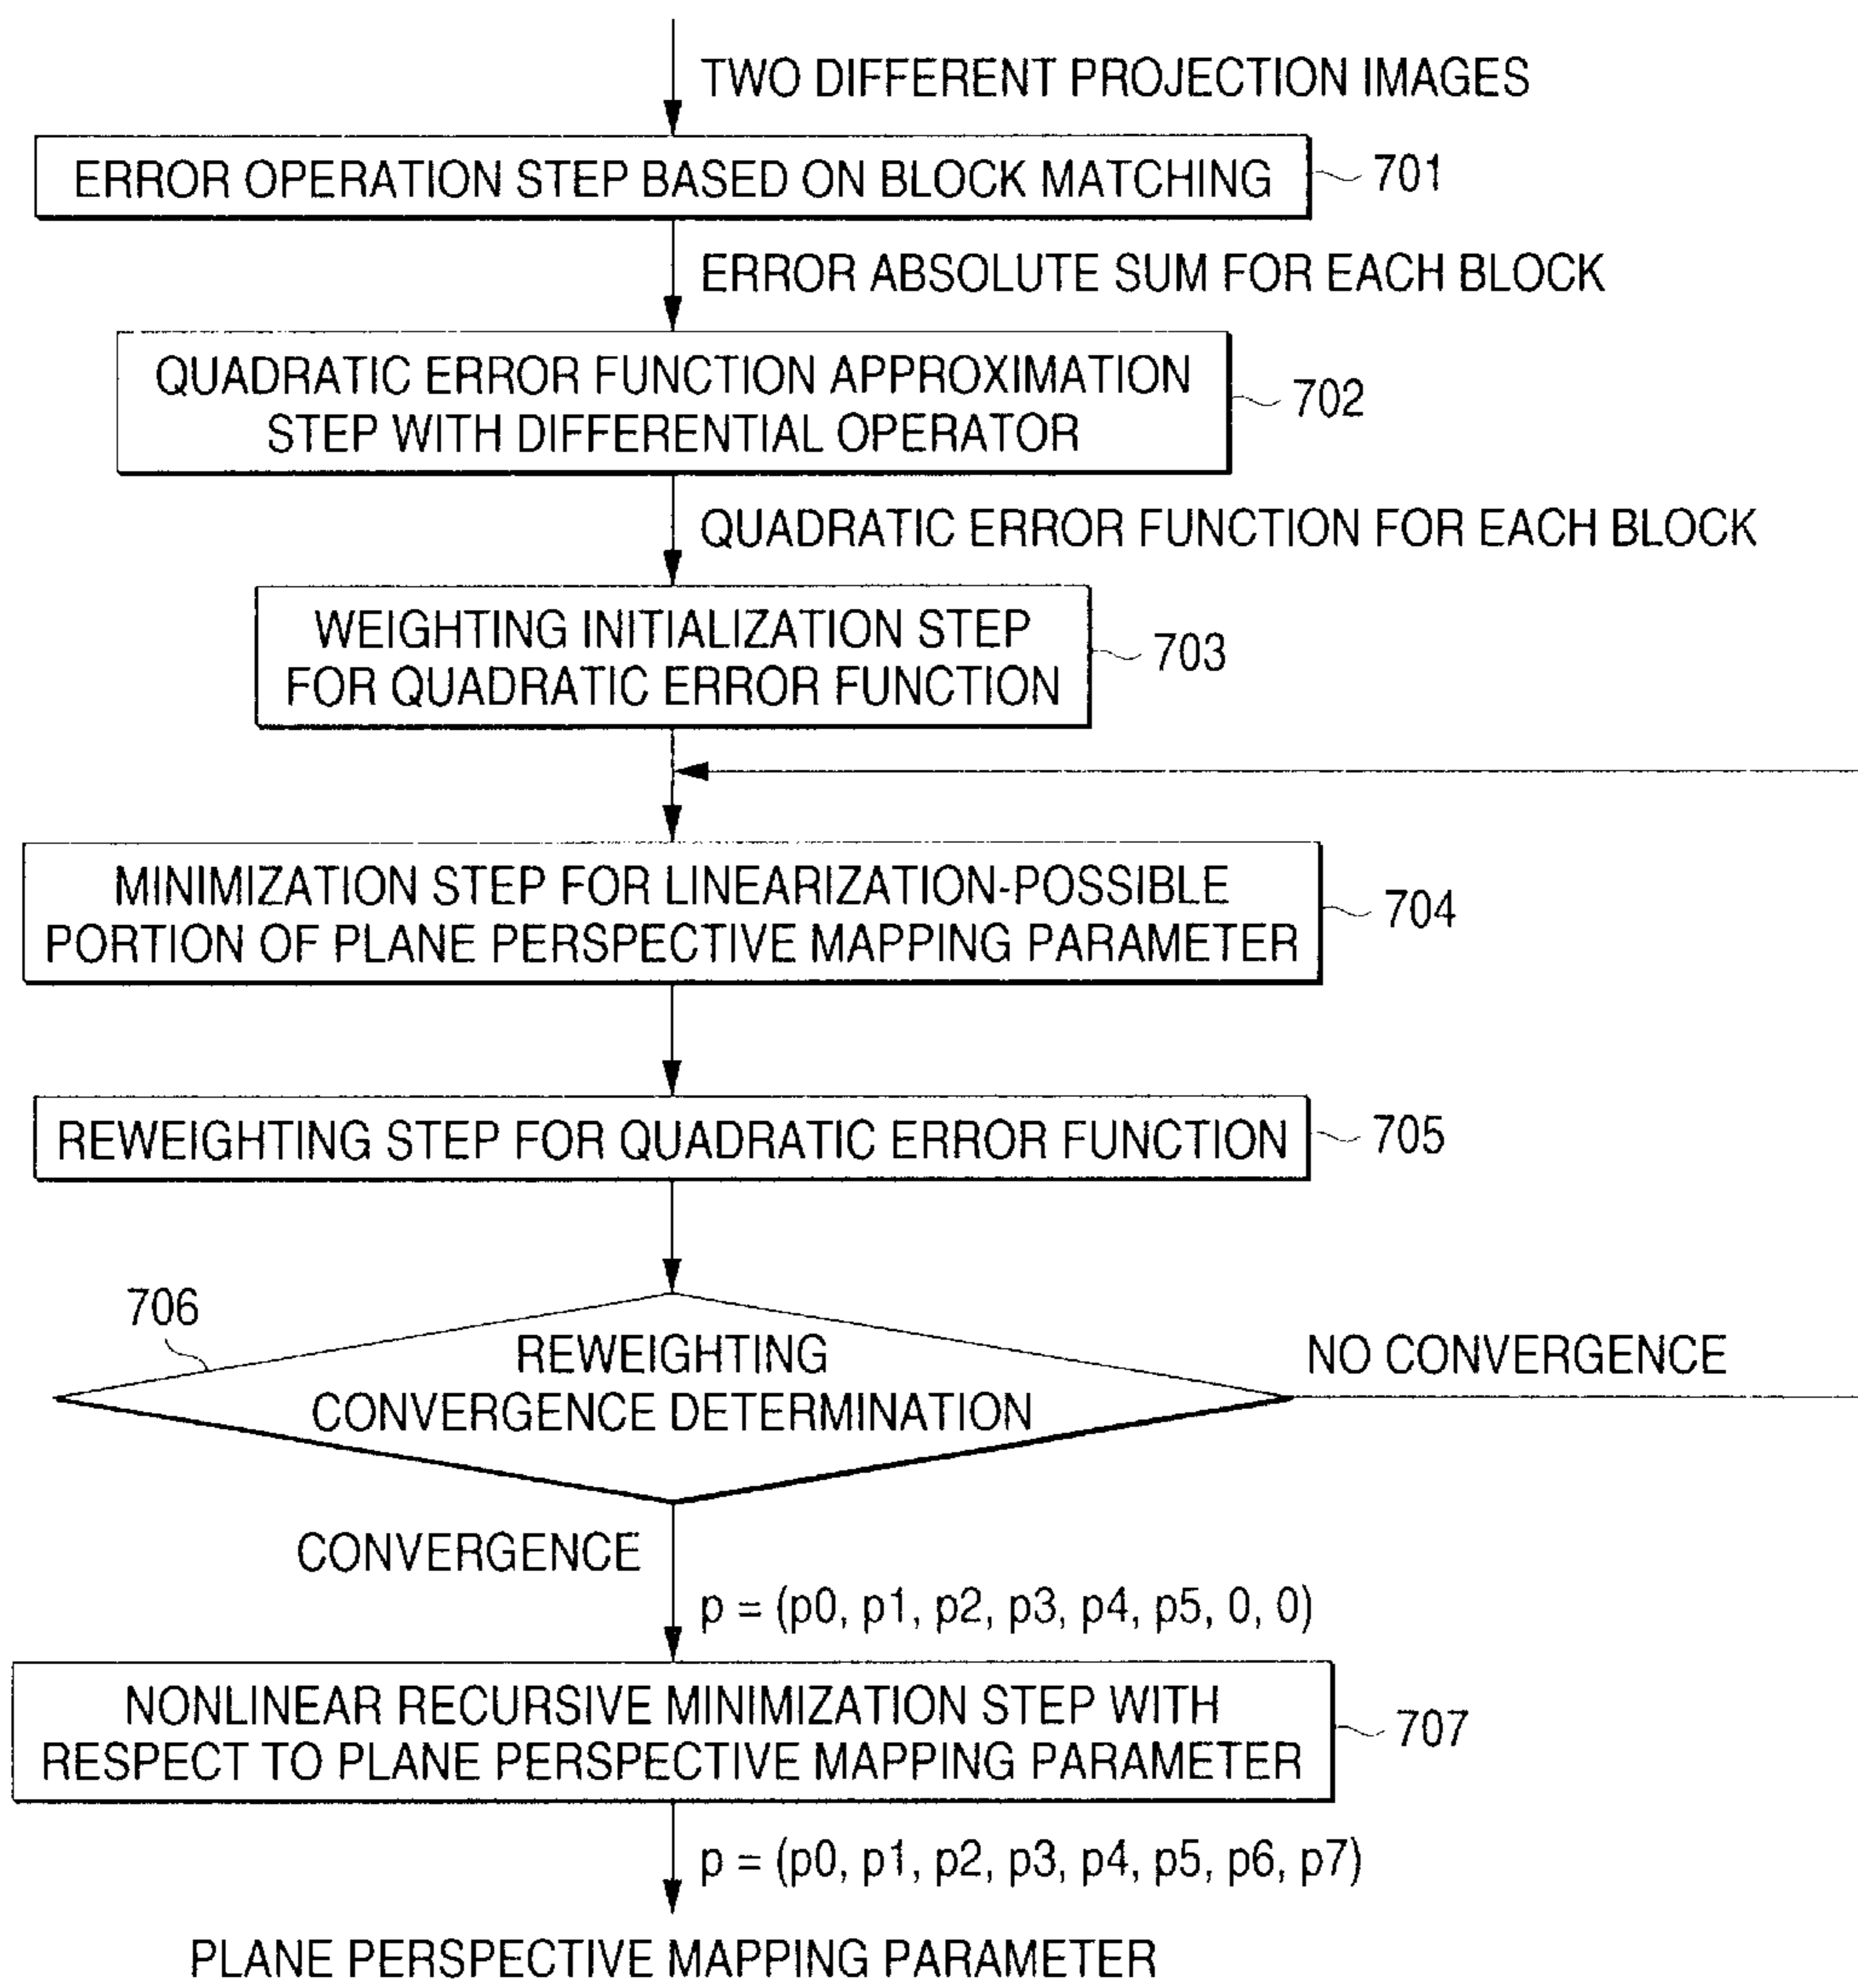 TWO DIFFERENT PROJECTION IMAGES
ERROR OPERATION STEP BASED ON BLOCK MATCHING
701
ERROR ABSOLUTE SUM FOR EACH BLOCK
QUADRATIC ERROR FUNCTION APPROXIMATION
STEP WITH DIFFERENTIAL OPERATOR
702
QUADRATIC ERROR FUNCTION FOR EACH BLOCK
WEIGHTING INITIALIZATION STEP
FOR QUADRATIC ERROR FUNCTION
703
MINIMIZATION STEP FOR LINEARIZATION-POSSIBLE
PORTION OF PLANE PERSPECTIVE MAPPING PARAMETER
704
REWEIGHTING STEP FOR QUADRATIC ERROR FUNCTION
705
706
REWEIGHTING
CONVERGENCE DETERMINATION
NO CONVERGENCE
CONVERGENCE
p = (p0, p1, p2, p3, p4, p5, 0, 0)
NONLINEAR RECURSIVE MINIMIZATION STEP WITH
RESPECT TO PLANE PERSPECTIVE MAPPING PARAMETER
707
p = (p0, p1, p2, p3, p4, p5, p6, p7)
PLANE PERSPECTIVE MAPPING PARAMETER